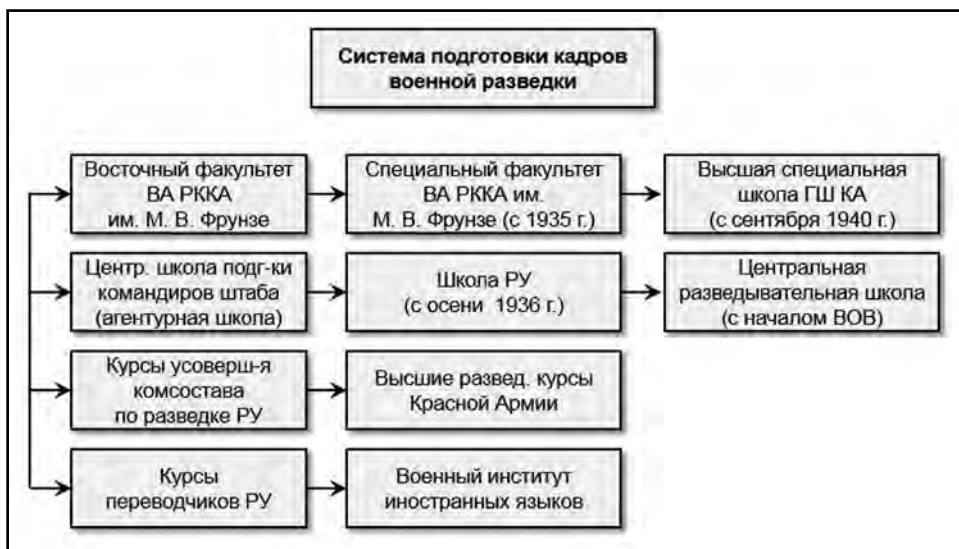 Система подготовки кадров
военной разведки
Восточный факультет
ВА РККА
им. М. В. Фрунзе
Специальный факультет
ВА РККА им.
М. В. Фрунзе (с 1935 г.)
Высшая специальная
школа ГШ КА
(с сентября 1940 г.)
Центр. школа подг-ки
командиров штаба
(агентурная школа)
Школа РУ
(с осени 1936 г.)
Центральная
разведывательная школа
(с началом ВОВ)
Курсы усоверш-я
комсостава
по разведке РУ
Высшие развед. курсы
Красной Армии
Курсы
переводчиков РУ
Военный институт
иностранных языков